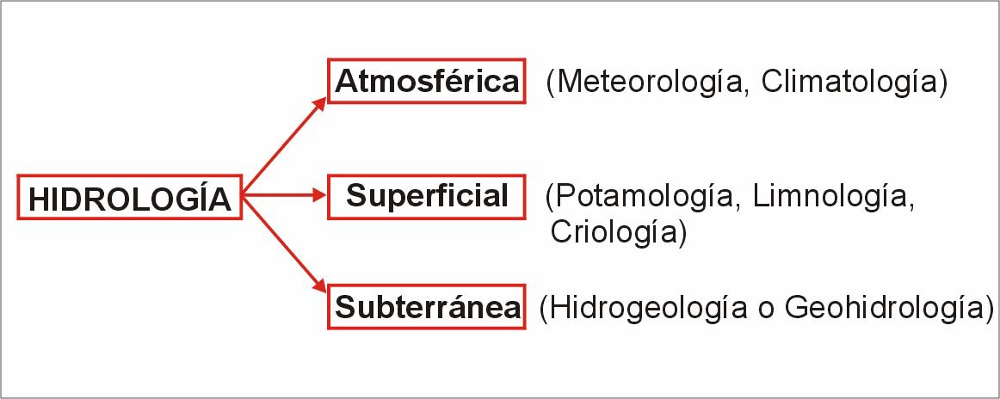 Atmosférica (Meteorología, Climatología)
HIDROLOGÍA
Superficial (Potamología, Limnología,
Criología)
Subterránea (Hidrogeología o Geohidrología)